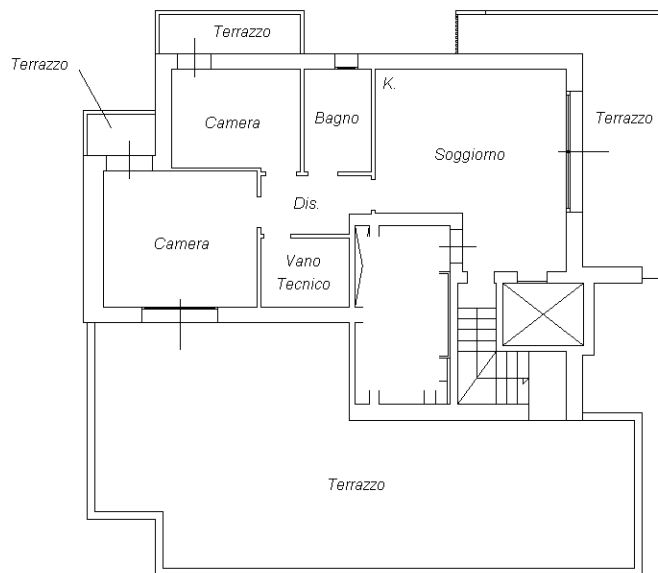 Terrazzo
Terrazzo
K.
Camera
Bagno
Terrazzo
Soggiorno
Dis.
Camera
Vano
Tecnico
Terrazzo